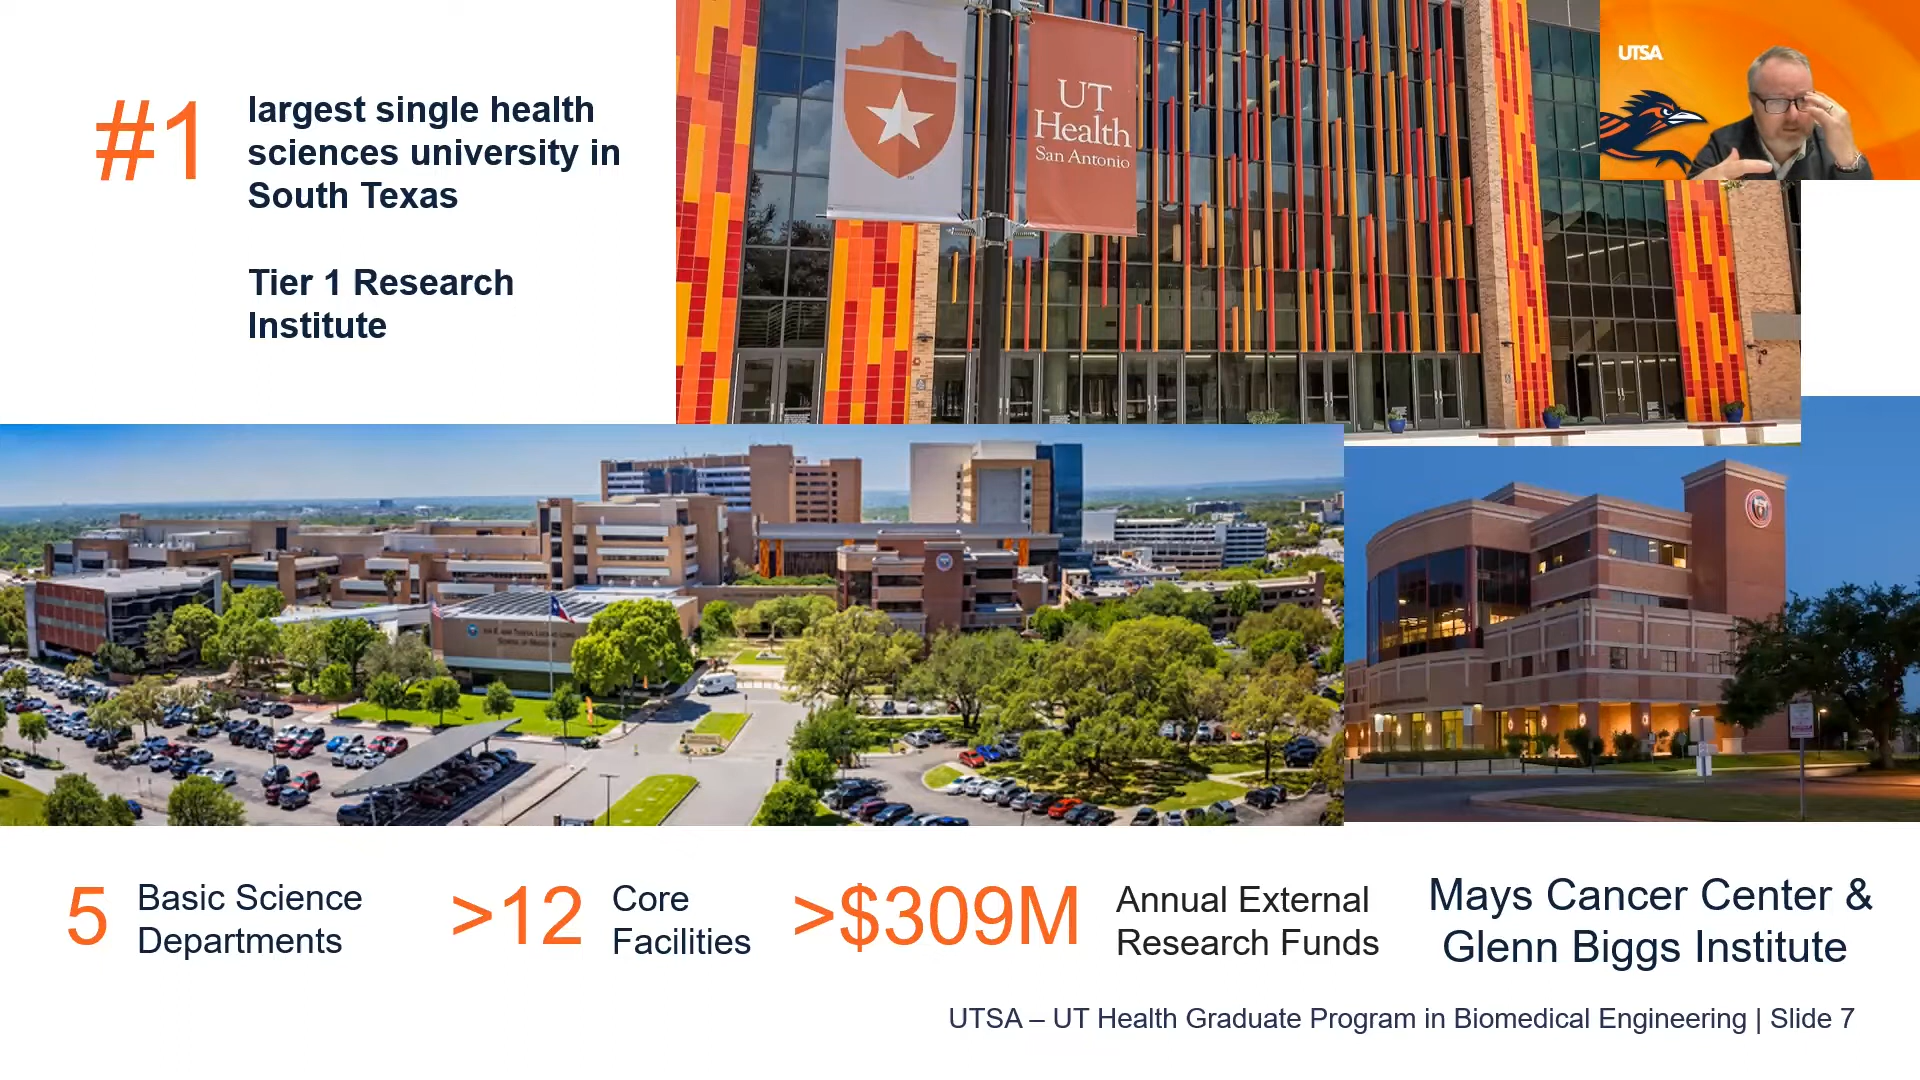 #1
largest single health
sciences university in
South Texas
Tier 1 Research
Institute
UT
Health
San Antonio
UTSA
5
Basic Science
Departments
>12
Core
Facilities
>$309M
Annual External
Research Funds
Mays Cancer Center &
Glenn Biggs Institute
UTSA – UT Health Graduate Program in Biomedical Engineering | Slide 7